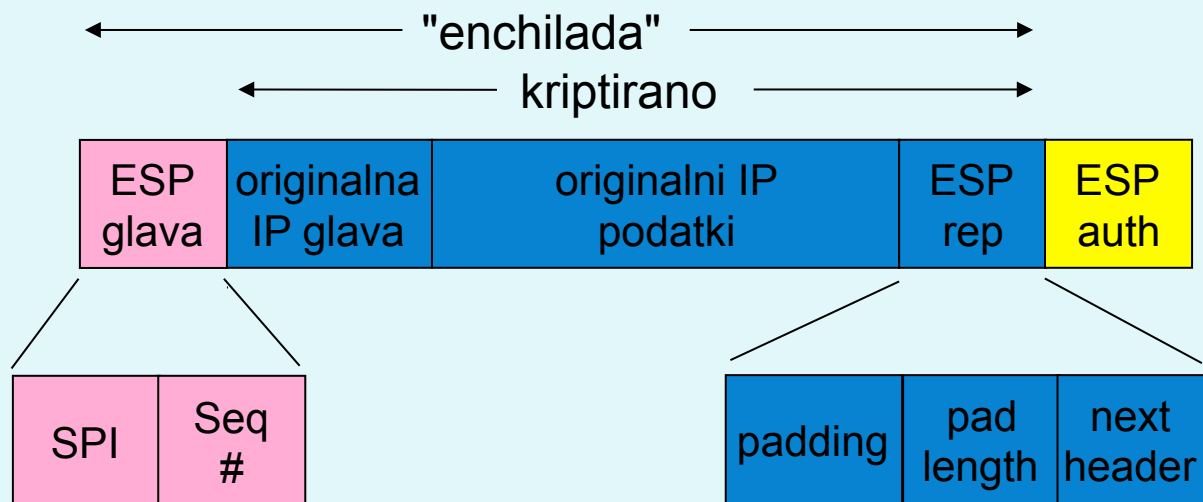 "enchilada"
kriptirano
ESP
glava
originalna
IP glava
originalni IP
podatki
ESP
rep
ESP
auth
SPI
Seq
#
padding
pad
length
next
header